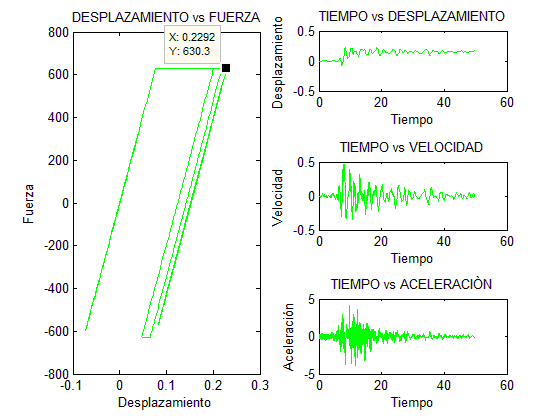 DESPLAZAMIENTO vs FUERZA
X: 0.2292
Y: 630.3
800
600
400
200
0
-200
-400
-600
-800
-0.1 0 0.1 0.2 0.3
Fuerza
Desplazamiento
TIEMPO vs DESPLAZAMIENTO
0.5
0
-0.5
0 20 40 60
Desplazamiento
Tiempo
TIEMPO vs VELOCIDAD
0.5
0
-0.5
0 20 40 60
Velocidad
Tiempo
TIEMPO vs ACELERACIÒN
5
0
-5
0 20 40 60
Aceleración
Tiempo